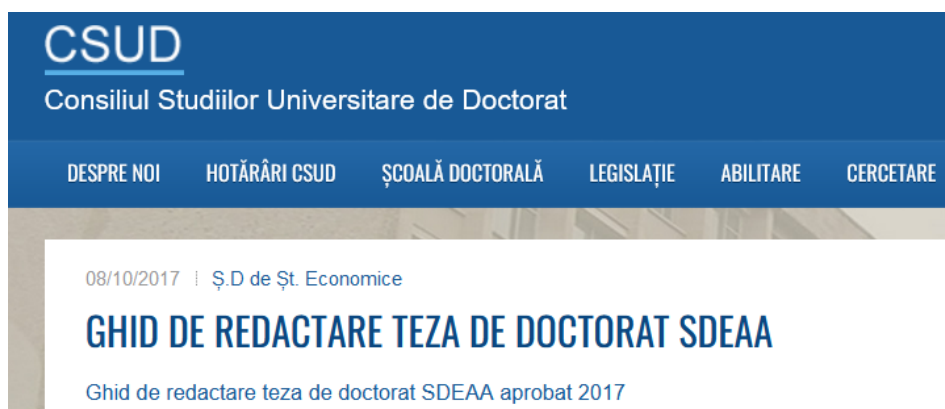 CSUD
Consiliul Studiilor Universitare de Doctorat
DESPRE NOI HOTĂRÂRI CSUD ȘCOALĂ DOCTORALĂ LEGISLAȚIE ABILITARE CERCETARE
08/10/2017 Ș.D de Șt. Economice
GHID DE REDACTARE TEZA DE DOCTORAT SDEAA
Ghid de redactare teza de doctorat SDEAA aprobat 2017